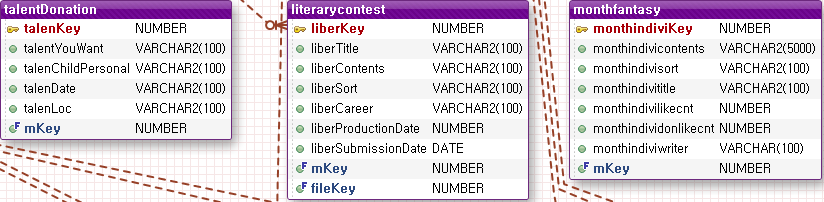 talentDonation
talenKey NUMBER
talentYouWant VARCHAR2(100)
talenChildPersonal VARCHAR2(100)
talenDate VARCHAR2(100)
talenLoc VARCHAR2(100)
mKey NUMBER
literarycontest
liberKey NUMBER
liberTitle VARCHAR2(100)
liberContents VARCHAR2(100)
liberSort VARCHAR2(100)
liberCareer VARCHAR2(100)
liberProductionDate NUMBER
liberSubmissionDate DATE
mKey NUMBER
fileKey NUMBER
monthfantasy
monthindiviKey NUMBER
monthindivicontents VARCHAR2(5000)
monthindivisort VARCHAR2(100)
monthindivititle VARCHAR2(100)
monthindivilikecnt NUMBER
monthindividonlikecnt NUMBER
monthindiviwriter VARCHAR(100)
mKey NUMBER